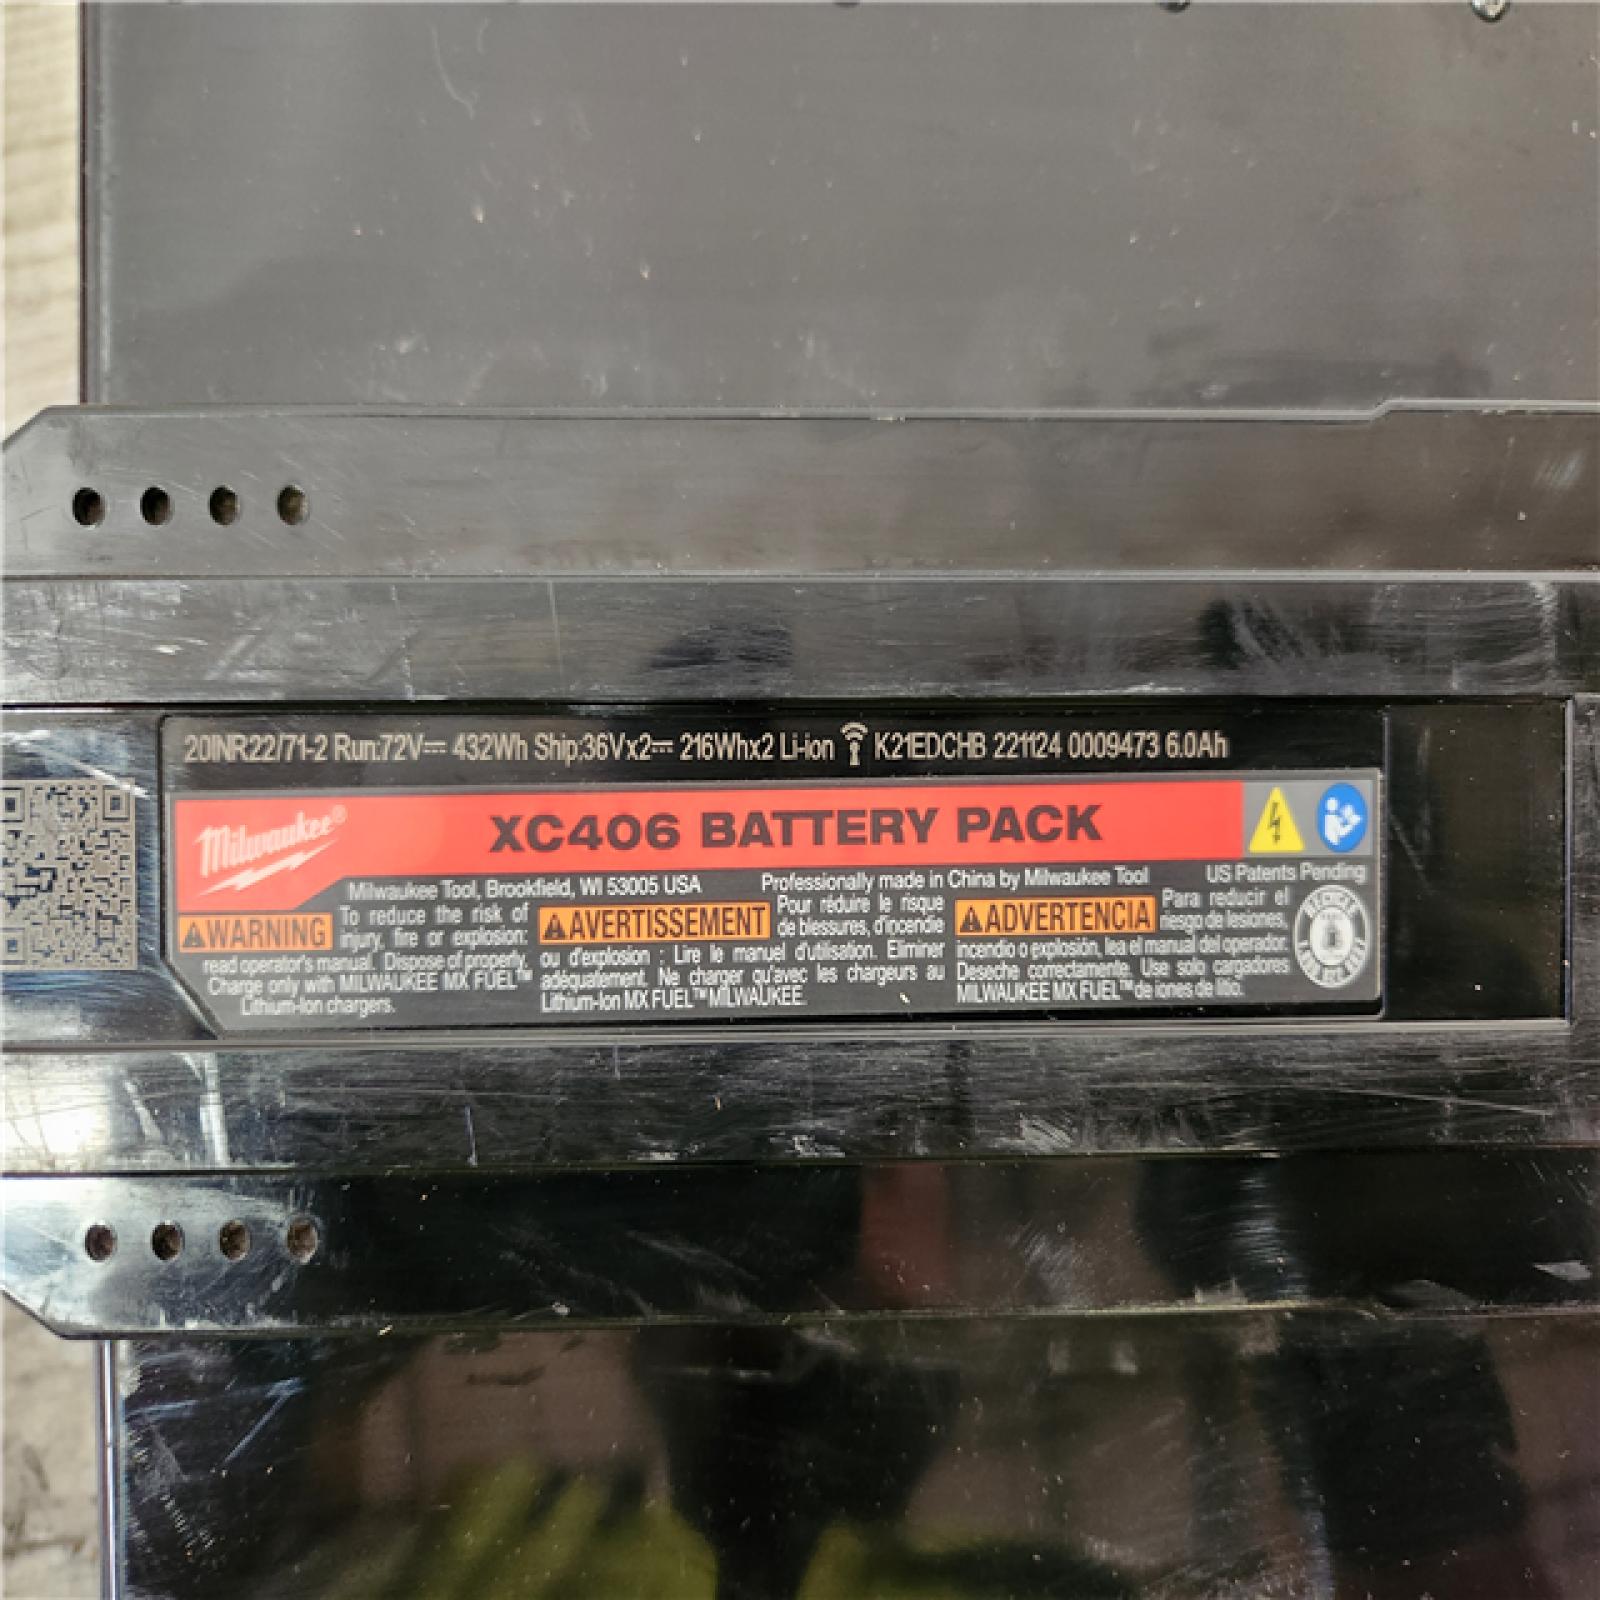 20INR22/71-2 Run:72V⎓ 432Wh Ship:36Vx2⎓ 216Whx2 Li-ion K21EDCHB 221124 0009473 6.0Ah
Milwaukee® XC406 BATTERY PACK
Milwaukee Tool, Brookfield, WI 53005 USA Professionally made in China by Milwaukee Tool US Patents Pending
WARNING To reduce the risk of
injury, fire or explosion:
read operator's manual. Dispose of properly.
Charge only with MILWAUKEE MX FUEL™
Lithium-Ion chargers.
AVERTISSEMENT Pour réduire le risque
de blessures, d'incendie
ou d'explosion : Lire le manuel d'utilisation. Eliminer
adéquatement. Ne charger qu'avec les chargeurs au
Lithium-Ion MX FUEL™ MILWAUKEE.
ADVERTENCIA Para reducir el
riesgo de lesiones,
incendio o explosión, lea el manual del operador.
Deseche correctamente. Use solo cargadores
MILWAUKEE MX FUEL™ de iones de litio.
RECYCLE